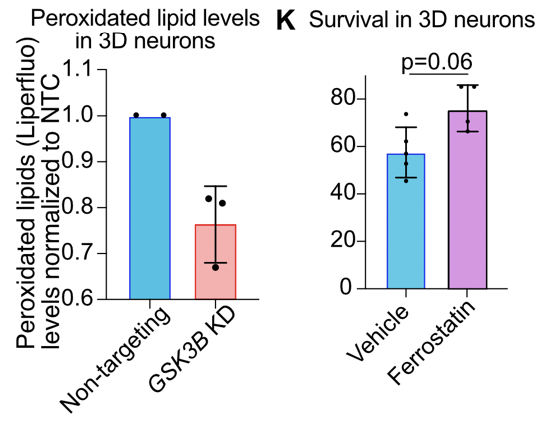 Peroxidated lipid levels
in 3D neurons
Peroxidated lipids (Liperfluo)
levels normalized to NTC
1.1
1.0
0.9
0.8
0.7
0.6
Non-targeting
GSK3B KD
K Survival in 3D neurons
p=0.06
80
60
40
20
0
Vehicle
Ferrostatin